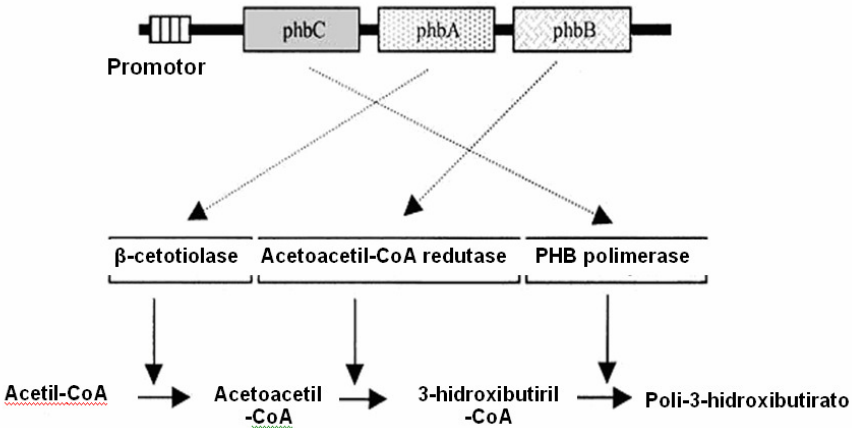 phbC phbA phbB
Promotor
β-cetotiolase Acetoacetil-CoA redutase PHB polimerase
Acetil-CoA Acetoacetil 3-hidroxibutiril Poli-3-hidroxibutirato
-CoA -CoA